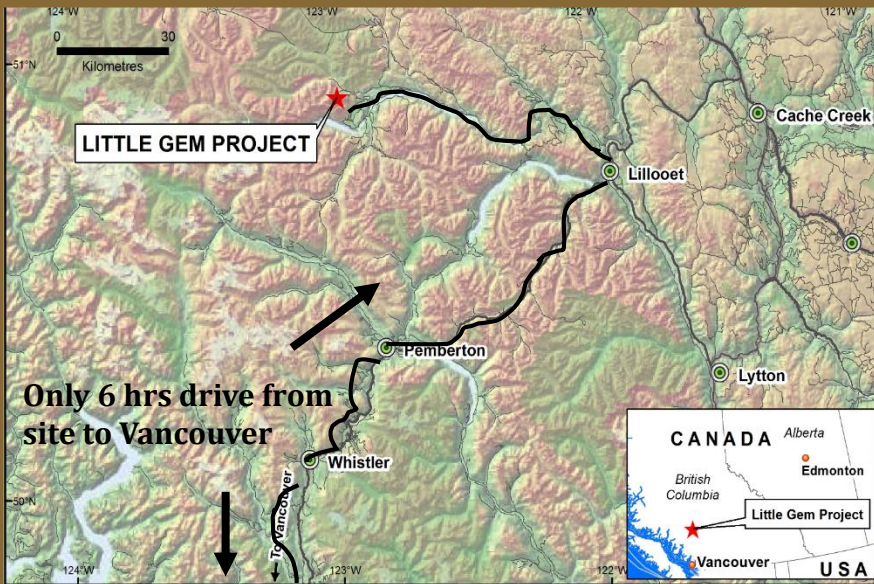 124°W
123°W
122°W
121°W
0
30
Kilometres
51°N
LITTLE GEM PROJECT
Cache Creek
Lillooet
Pemberton
Lytton
Only 6 hrs drive from
site to Vancouver
Whistler
To Vancouver
50°N
124°W
123°W
122°W
CANADA
Alberta
Edmonton
British
Columbia
Little Gem Project
Vancouver
USA